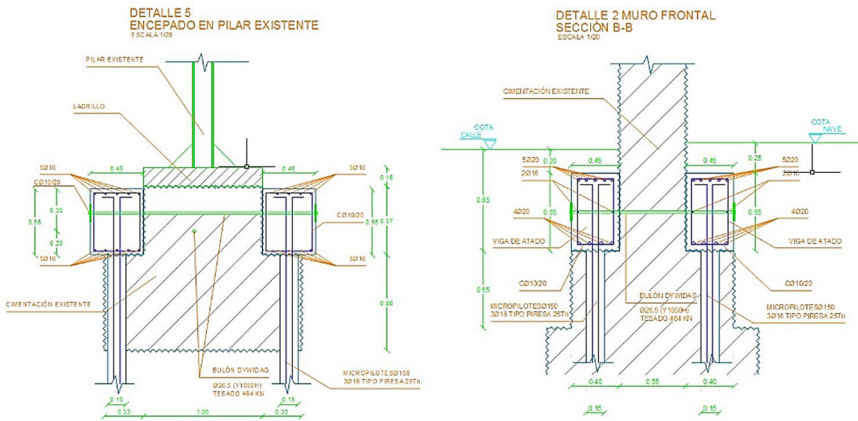 DETALLE 5
ENCEPADO EN PILAR EXISTENTE
ESCALA 1/20
PILAR EXISTENTE
LADRILLO
5Ø16
0.45
0.45
5Ø16
CØ10/20
0.16
0.55
0.35
0.20
CØ10/20
0.55
0.37
5Ø16
5Ø16
CIMENTACIÓN EXISTENTE
BULÓN DYWIDAG
Ø26.5 (Y1050H)
TESADO 464 KN
MICROPILOTESØ150
3Ø16 TIPO PIRESA 25Tn
0.15
0.15
0.33
1.00
0.33
DETALLE 2 MURO FRONTAL
SECCIÓN B-B
ESCALA 1/20
CIMENTACIÓN EXISTENTE
COTA
CALLE
COTA
NAVE
5Ø20
0.20
0.45
0.45
0.25
5Ø20
2Ø16
2Ø16
4Ø20
0.65
0.65
4Ø20
VIGA DE ATADO
VIGA DE ATADO
CØ10/20
CØ10/20
BULÓN DYWIDAG
Ø26.5 (Y1050H)
TESADO 464 KN
MICROPILOTESØ150
3Ø16 TIPO PIRESA 25Tn
MICROPILOTESØ150
3Ø16 TIPO PIRESA 25Tn
0.40
0.55
0.40
0.15
0.15